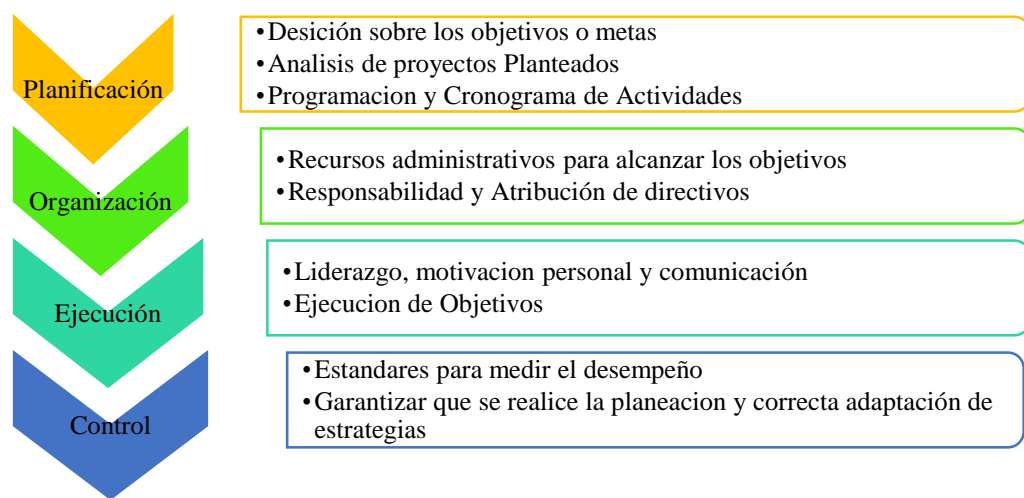 Planificación
•Desición sobre los objetivos o metas
•Analisis de proyectos Planteados
•Programacion y Cronograma de Actividades
Organización
•Recursos administrativos para alcanzar los objetivos
•Responsabilidad y Atribución de directivos
Ejecución
•Liderazgo, motivacion personal y comunicación
•Ejecucion de Objetivos
Control
•Estandares para medir el desempeño
•Garantizar que se realice la planeacion y correcta adaptación de
estrategias